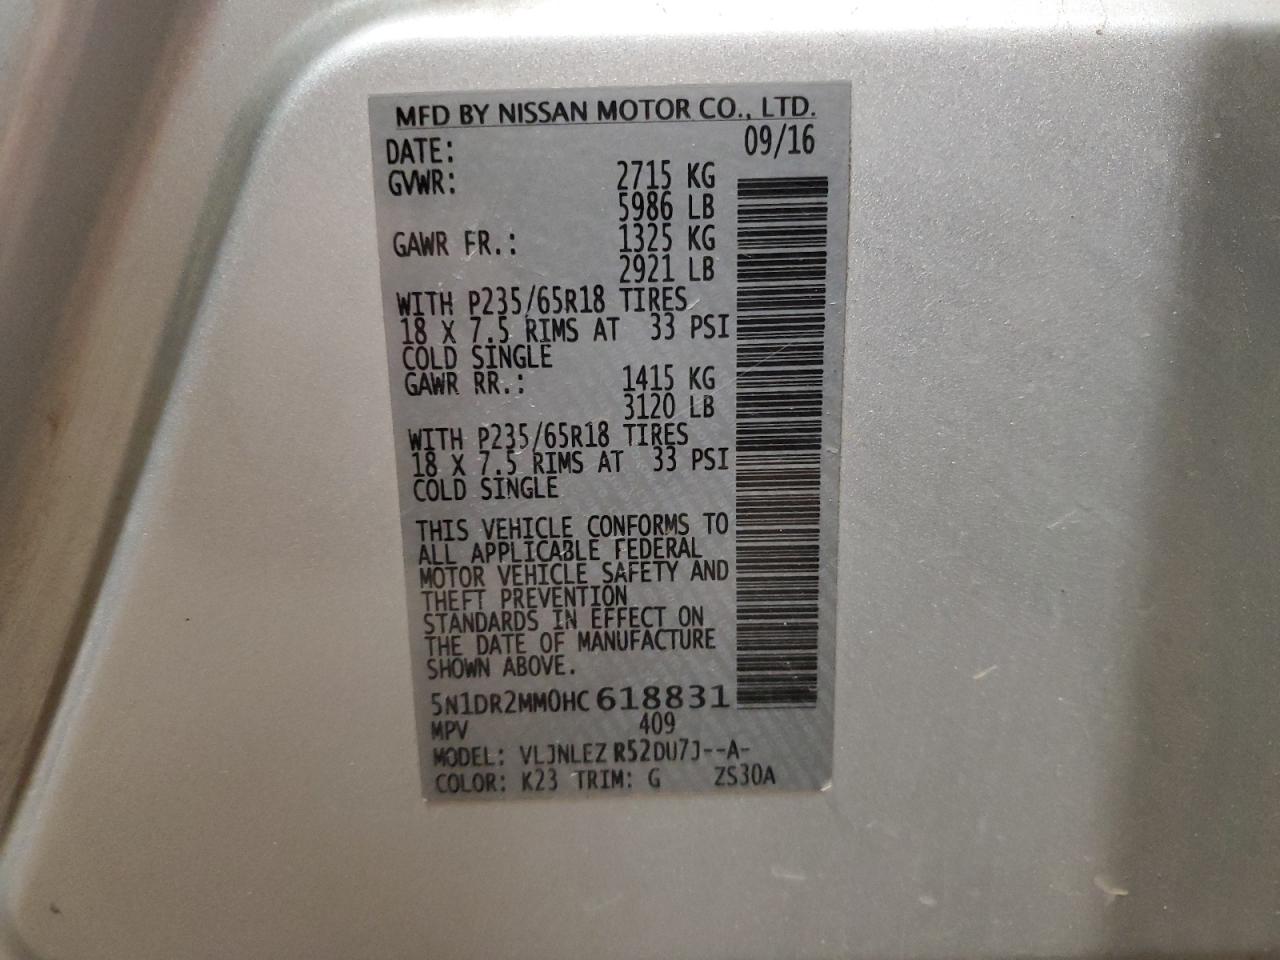 MFD BY NISSAN MOTOR CO., LTD.
DATE: 09/16
GVWR: 2715 KG
5986 LB
GAWR FR.: 1325 KG
2921 LB
WITH P235/65R18 TIRES
18 X 7.5 RIMS AT 33 PSI
COLD SINGLE
GAWR RR.: 1415 KG
3120 LB
WITH P235/65R18 TIRES
18 X 7.5 RIMS AT 33 PSI
COLD SINGLE
THIS VEHICLE CONFORMS TO
ALL APPLICABLE FEDERAL
MOTOR VEHICLE SAFETY AND
THEFT PREVENTION
STANDARDS IN EFFECT ON
THE DATE OF MANUFACTURE
SHOWN ABOVE.
5N1DR2MM0HC618831
MPV 409
MODEL: VLJNLEZ R52DU7J--A-
COLOR: K23 TRIM: G ZS30A